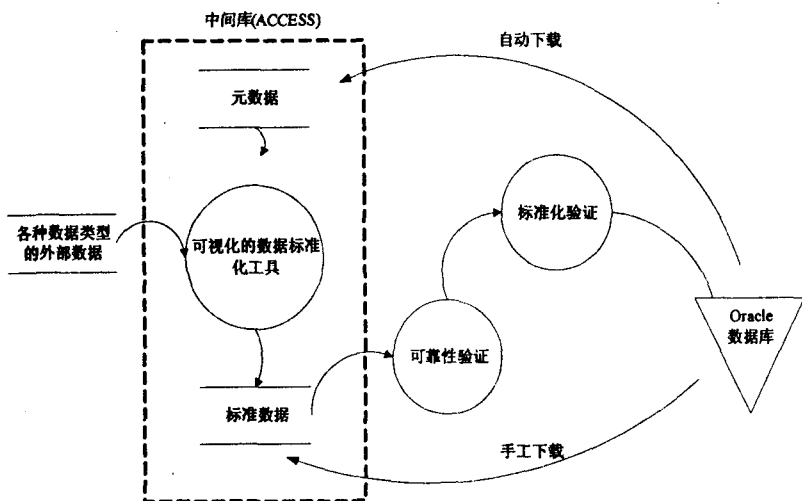 中间库(ACCESS)
自动下载
元数据
标准化验证
各种数据类型
的外部数据
可视化的数据标准
化工具
Oracle
数据库
可靠性验证
标准数据
手工下载